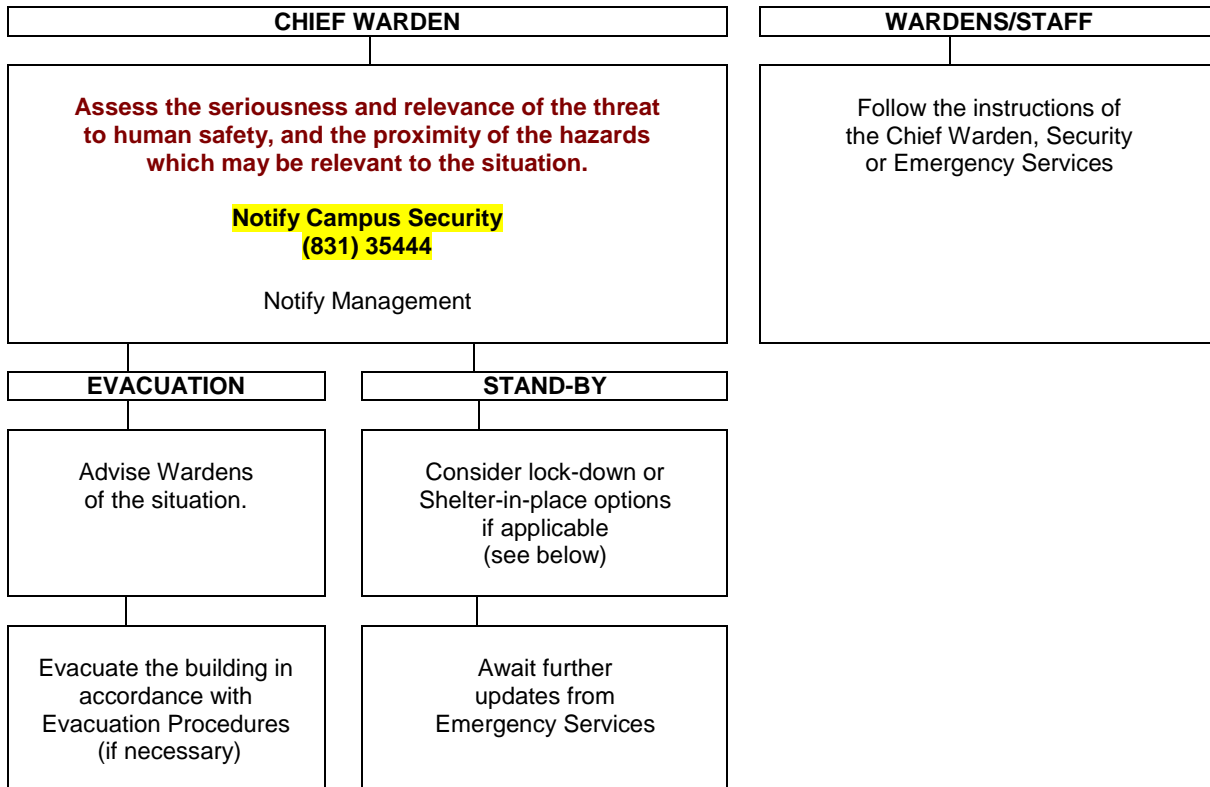 CHIEF WARDEN
Assess the seriousness and relevance of the threat
to human safety, and the proximity of the hazards
which may be relevant to the situation.
Notify Campus Security
(831) 35444
Notify Management
WARDENS/STAFF
Follow the instructions of
the Chief Warden, Security
or Emergency Services
EVACUATION
Advise Wardens
of the situation.
Evacuate the building in
accordance with
Evacuation Procedures
(if necessary)
STAND-BY
Consider lock-down or
Shelter-in-place options
if applicable
(see below)
Await further
updates from
Emergency Services